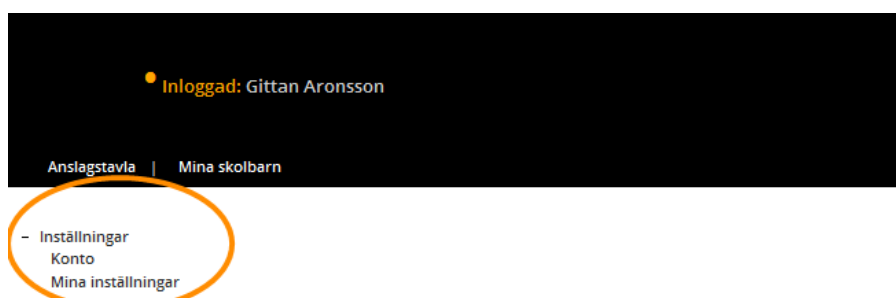 Inloggad: Gittan Aronsson
Anslagstavla | Mina skolbarn
– Inställningar
Konto
Mina inställningar